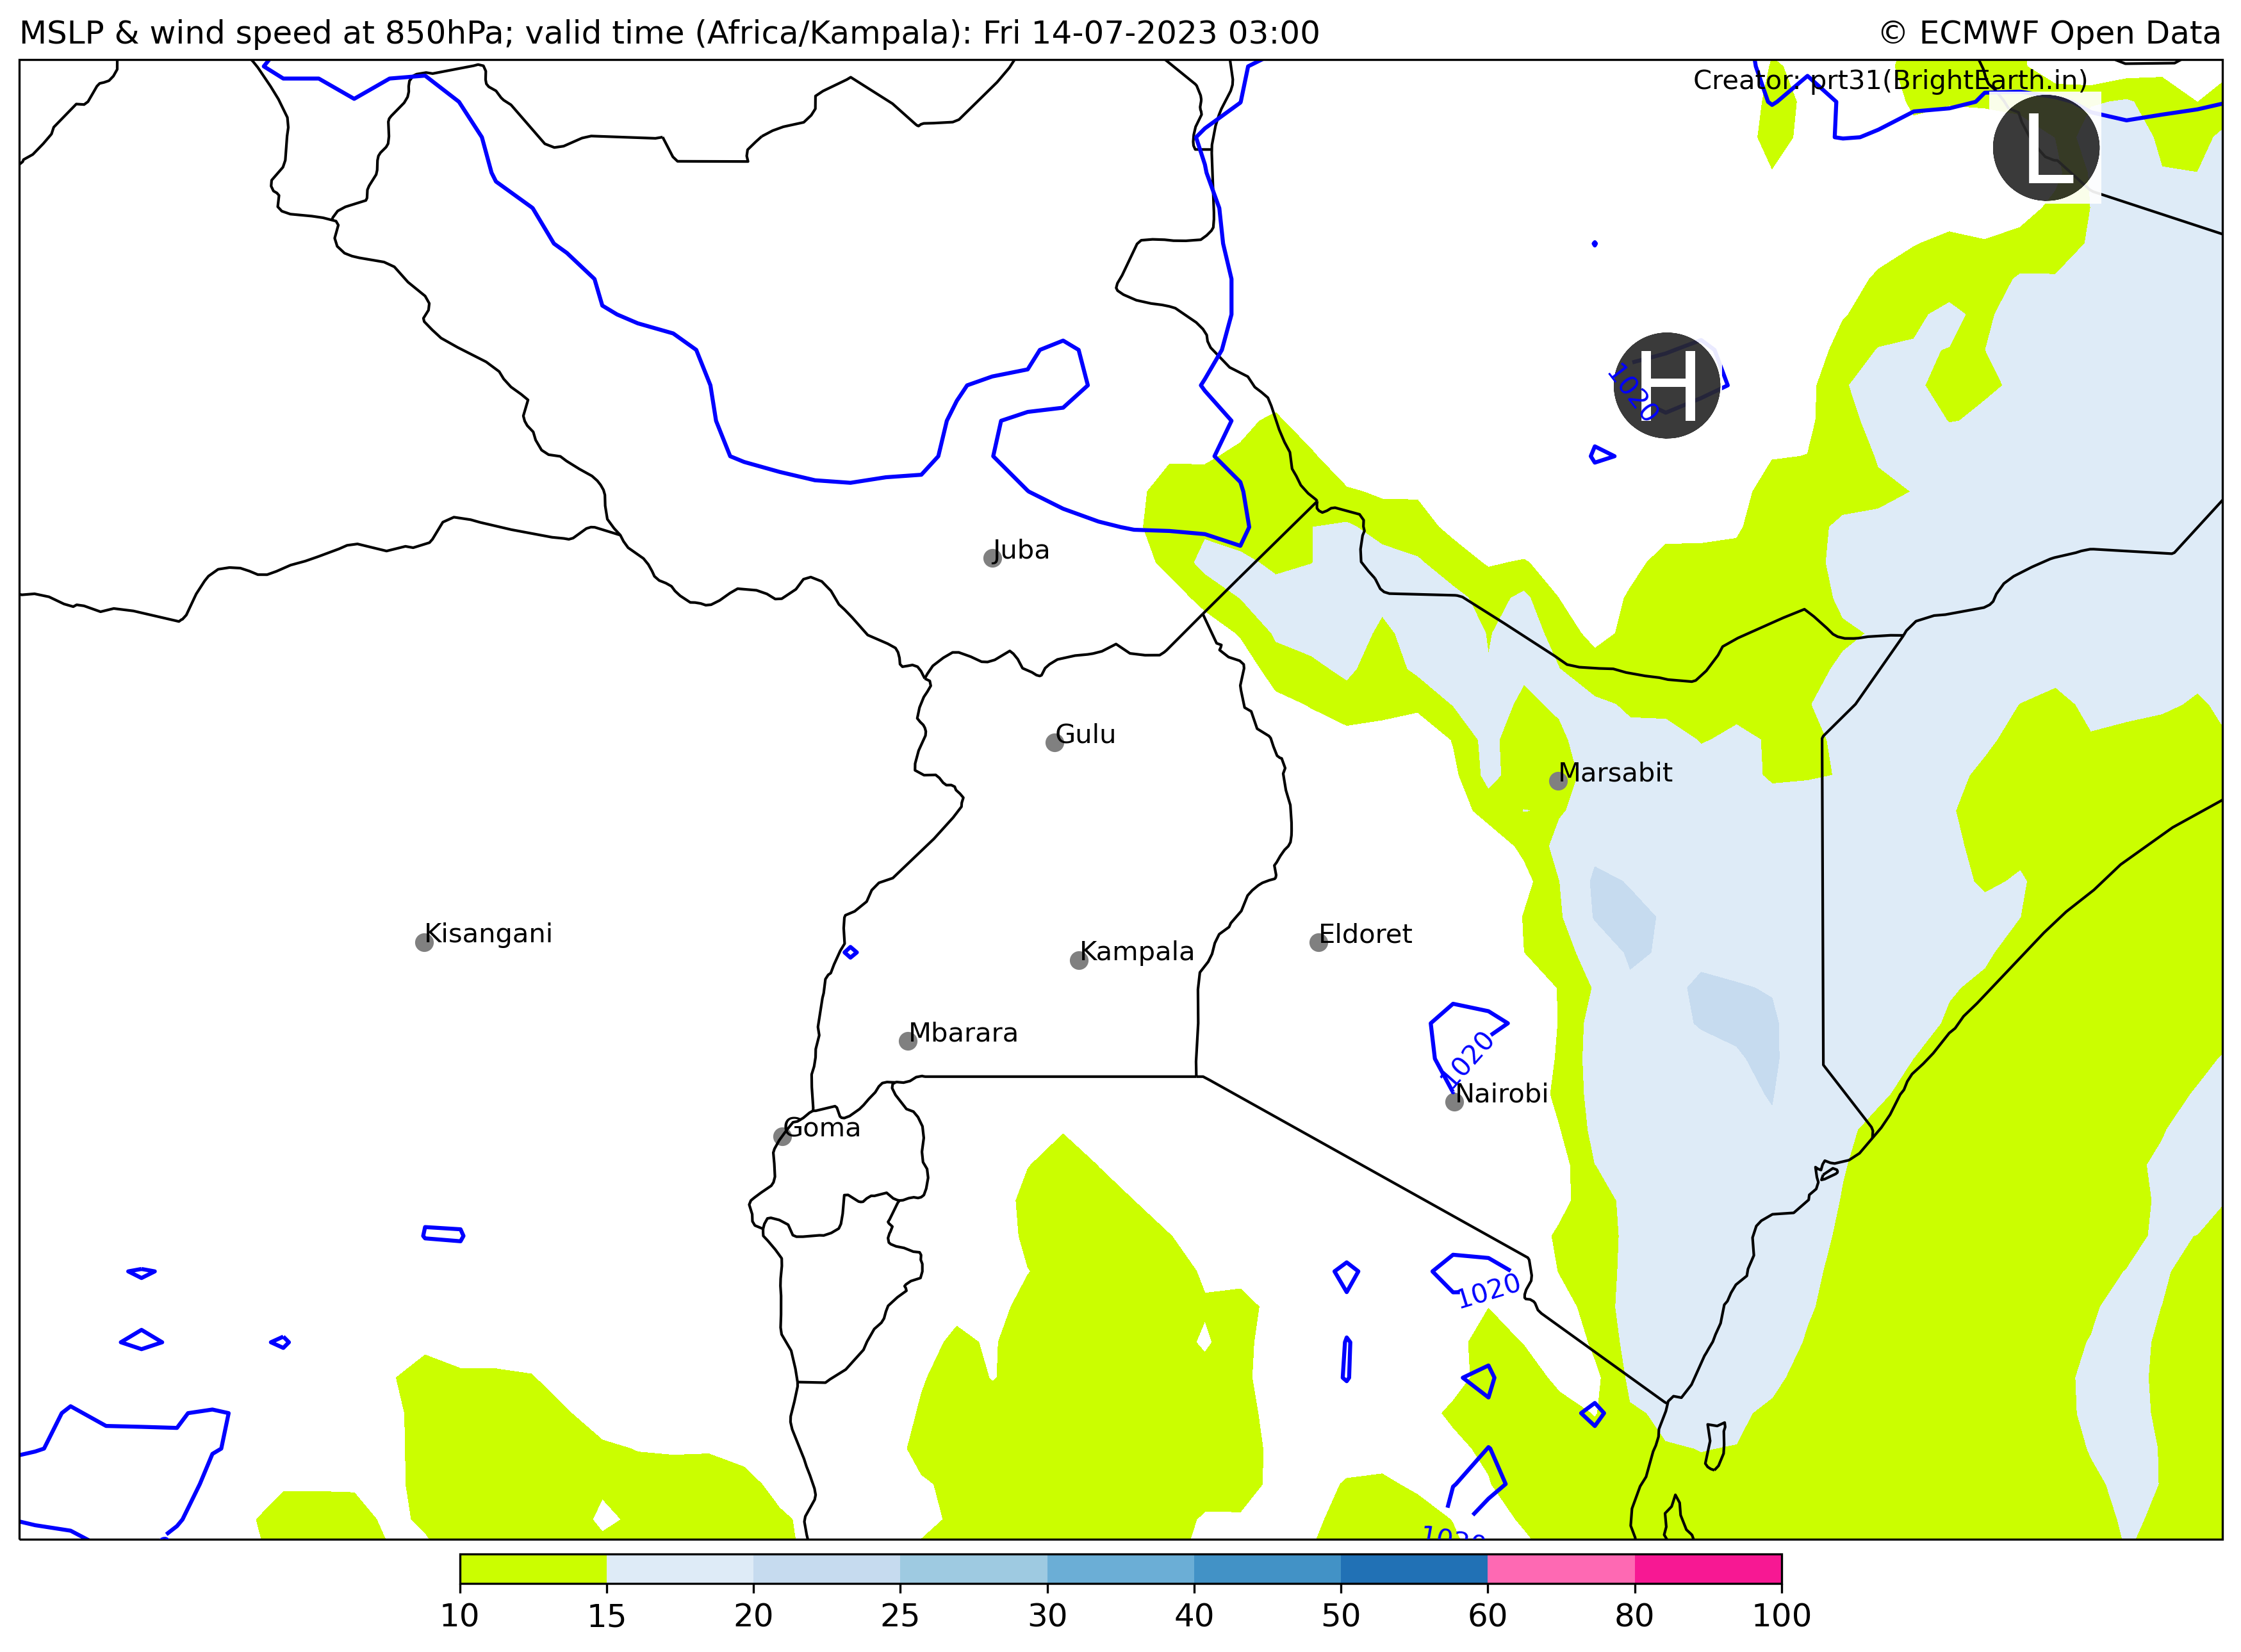 MSLP & wind speed at 850hPa; valid time (Africa/Kampala): Fri 14-07-2023 03:00
© ECMWF Open Data
Creator: prt31(BrightEarth.in)
L
H
1020
Juba
Gulu
Marsabit
Kisangani
Eldoret
Kampala
Mbarara
1020
Nairobi
Goma
1020
1020
10 15 20 25 30 40 50 60 80 100